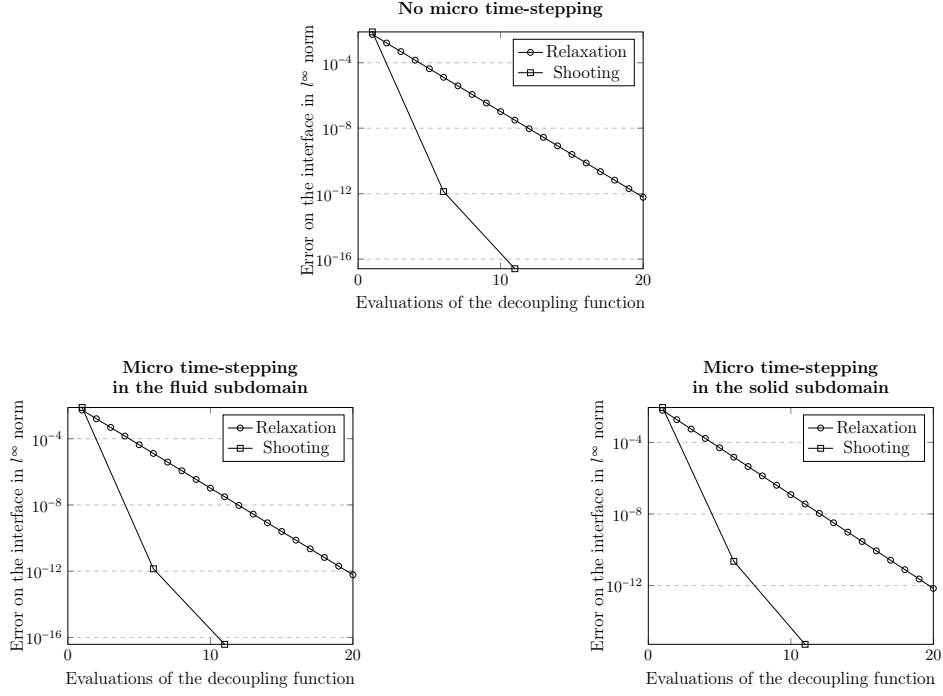 No micro time-stepping
Error on the interface in l^∞ norm
10^−4
10^−8
10^−12
10^−16
Relaxation
Shooting
0
10
20
Evaluations of the decoupling function
Micro time-stepping
in the fluid subdomain
Error on the interface in l^∞ norm
10^−4
10^−8
10^−12
10^−16
Relaxation
Shooting
0
10
20
Evaluations of the decoupling function
Micro time-stepping
in the solid subdomain
Error on the interface in l^∞ norm
10^−4
10^−8
10^−12
Relaxation
Shooting
0
10
20
Evaluations of the decoupling function